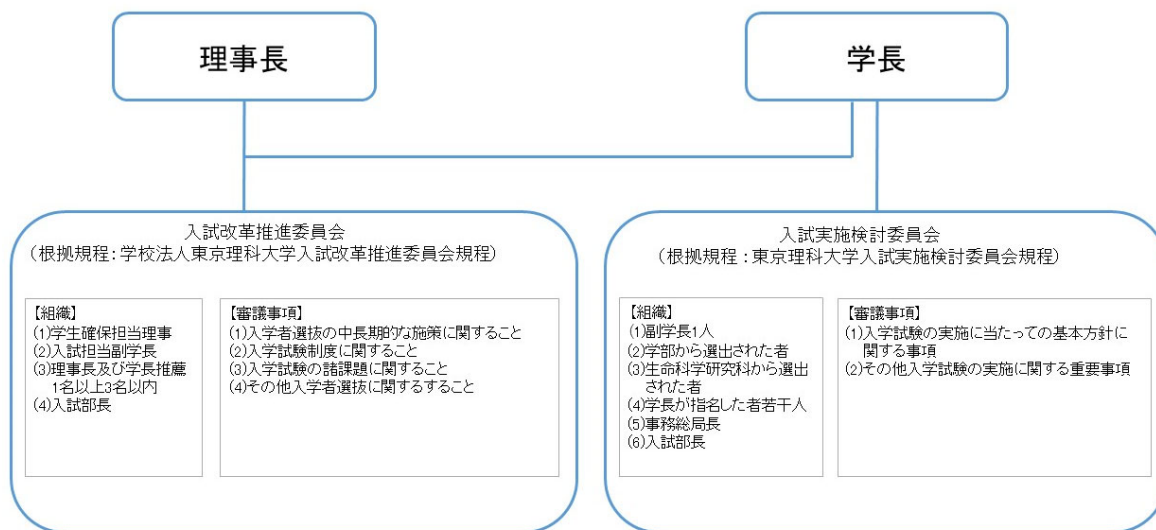 理事長
学長
入試改革推進委員会
(根拠規程：学校法人東京理科大学入試改革推進委員会規程)
【組織】
(1)学生確保担当理事
(2)入試担当副学長
(3)理事長及び学長推薦
1名以上3名以内
(4)入試部長
【審議事項】
(1)入学者選抜の中長期的な施策に関すること
(2)入学試験制度に関すること
(3)入学試験の諸課題に関すること
(4)その他入学者選抜に関するすること
入試実施検討委員会
(根拠規程：東京理科大学入試実施検討委員会規程)
【組織】
(1)副学長1人
(2)学部から選出された者
(3)生命科学研究科から選出
された者
(4)学長が指名した者若干人
(5)事務総局長
(6)入試部長
【審議事項】
(1)入学試験の実施に当たっての基本方針に
関する事項
(2)その他入学試験の実施に関する重要事項